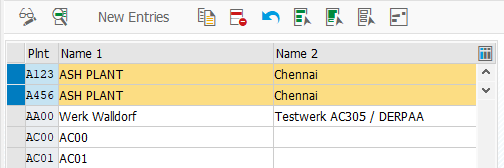 New Entries
Plnt Name 1 Name 2
A123 ASH PLANT Chennai
A456 ASH PLANT Chennai
AA00 Werk Walldorf Testwerk AC305 / DERPAA
AC00 AC00
AC01 AC01